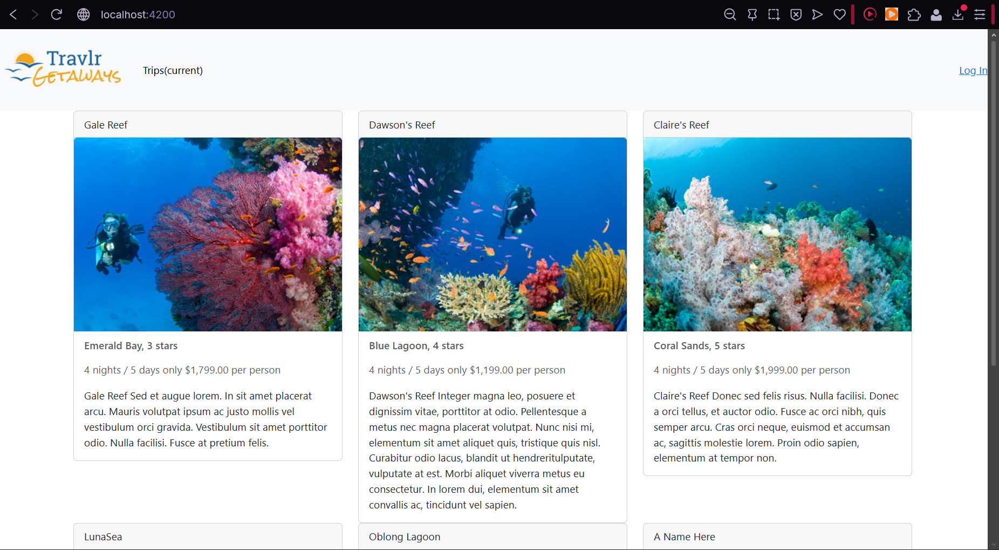 localhost:4200
Travlr
GETAWAYS
Trips(current)
Log In
Gale Reef
Emerald Bay, 3 stars
4 nights / 5 days only $1,799.00 per person
Gale Reef Sed et augue lorem. In sit amet placerat
arcu. Mauris volutpat ipsum ac justo mollis vel
vestibulum orci gravida. Vestibulum sit amet porttitor
odio. Nulla facilisi. Fusce at pretium felis.
Dawson's Reef
Blue Lagoon, 4 stars
4 nights / 5 days only $1,199.00 per person
Dawson's Reef Integer magna leo, posuere et
dignissim vitae, porttitor at odio. Pellentesque a
metus nec magna placerat volutpat. Nunc nisi mi,
elementum sit amet aliquet quis, tristique quis nisl.
Curabitur odio lacus, blandit ut hendreritulputate,
vulputate at est. Morbi aliquet viverra metus eu
consectetur. In lorem dui, elementum sit amet
convallis ac, tincidunt vel sapien.
Claire's Reef
Coral Sands, 5 stars
4 nights / 5 days only $1,999.00 per person
Claire's Reef Donec sed felis risus. Nulla facilisi. Donec
a orci tellus, et auctor odio. Fusce ac orci nibh, quis
semper arcu. Cras orci neque, euismod et accumsan
ac, sagittis molestie lorem. Proin odio sapien,
elementum at tempor non.
LunaSea
Oblong Lagoon
A Name Here